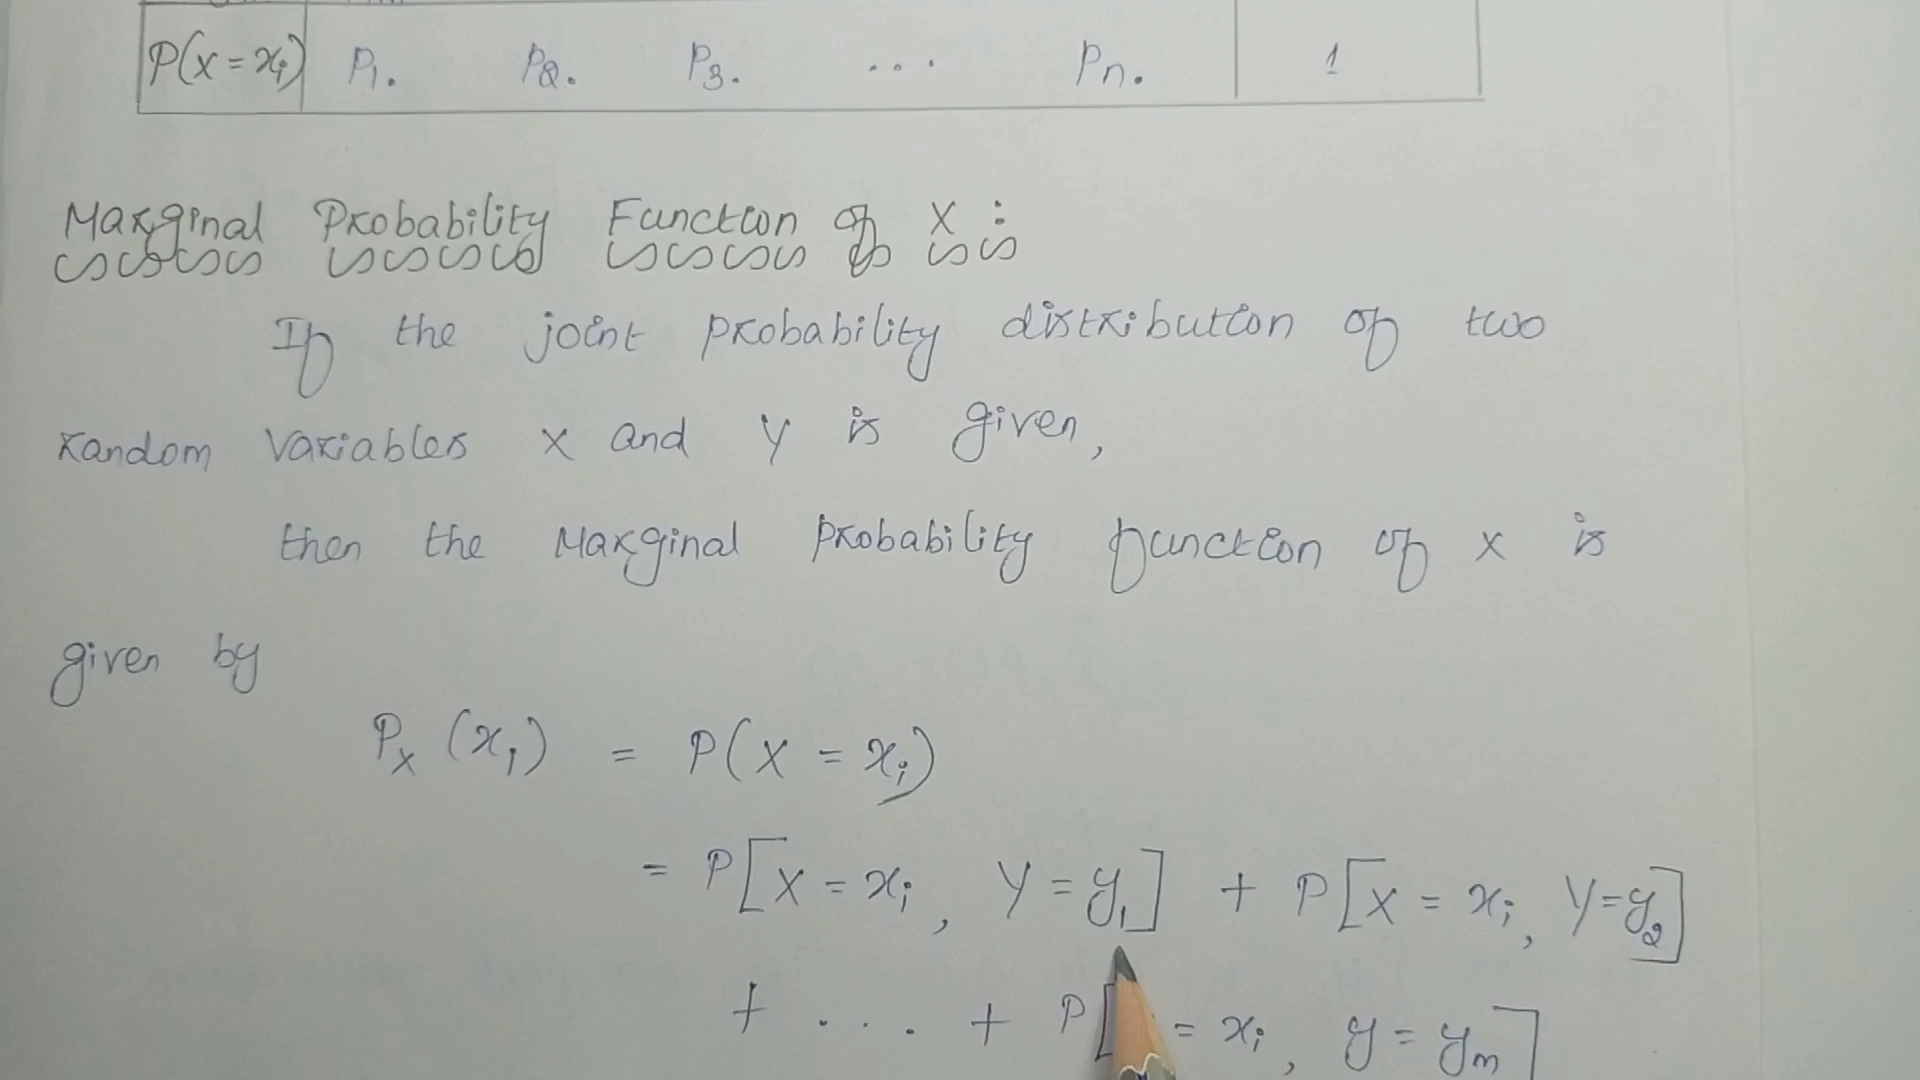 P(X = xi) P1. P2. P3. ... Pn. 1
Marginal Probability Function of X :
If the joint probability distribution of two
random variables X and Y is given,
then the Marginal probability function of X is
given by
Px (xi) = P(X = xi)
= P[X = xi, Y = y1] + P[X = xi, Y = y2]
+ ... + P[ = xi, y = ym]